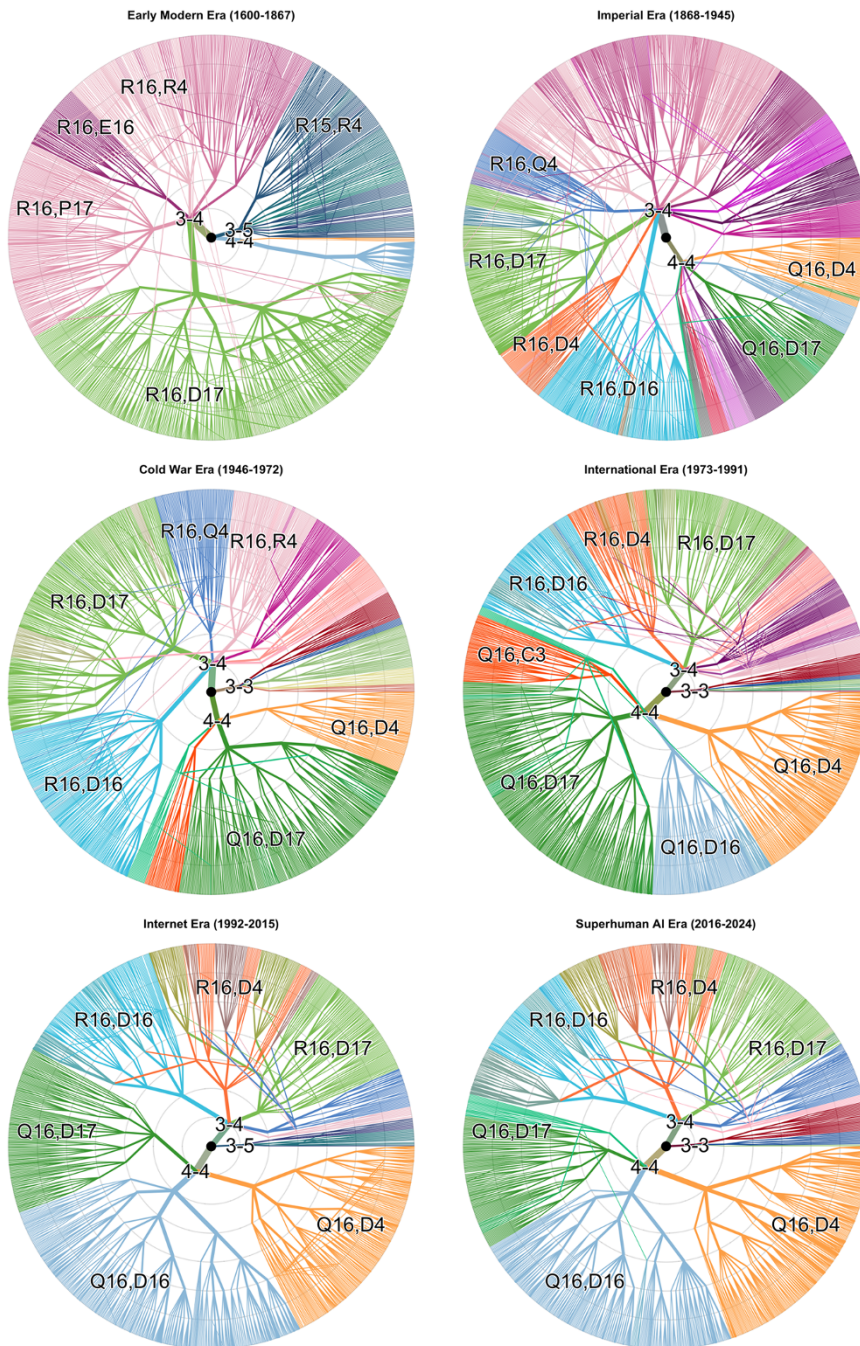 Early Modern Era (1600-1867)
R16,R4
R16,E16
R15,R4
R16,P17
3-4
3-5
4-4
R16,D17
Imperial Era (1868-1945)
R16,Q4
3-4
R16,D17
4-4
Q16,D4
R16,D4
Q16,D17
R16,D16
Cold War Era (1946-1972)
R16,Q4
R16,R4
R16,D17
3-4
3-3
4-4
Q16,D4
R16,D16
Q16,D17
International Era (1973-1991)
R16,D4
R16,D17
R16,D16
Q16,C3
3-4
3-3
4-4
Q16,D17
Q16,D4
Q16,D16
Internet Era (1992-2015)
R16,D4
R16,D16
R16,D17
3-4
Q16,D17
3-5
4-4
Q16,D4
Q16,D16
Superhuman AI Era (2016-2024)
R16,D4
R16,D16
R16,D17
3-4
Q16,D17
3-3
4-4
Q16,D4
Q16,D16